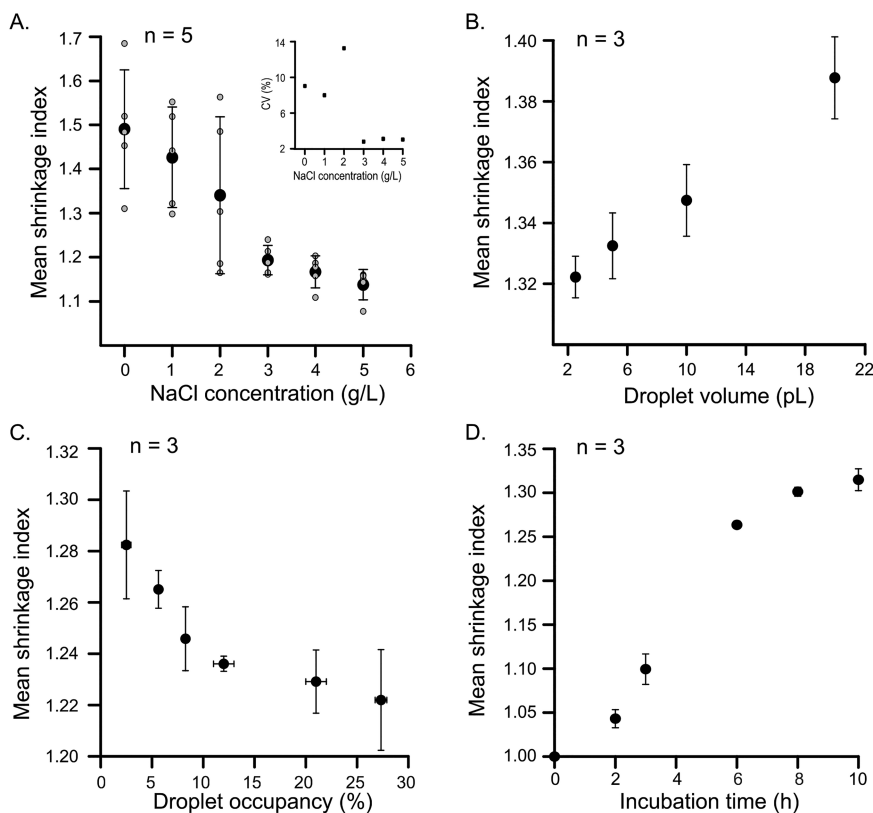 A.
n = 5
Mean shrinkage index
1.7
1.6
1.5
1.4
1.3
1.2
1.1
0 1 2 3 4 5 6
NaCl concentration (g/L)
CV (%)
14
10
6
2
0 1 2 3 4 5
NaCl concentration (g/L)
B.
n = 3
Mean shrinkage index
1.40
1.38
1.36
1.34
1.32
2 6 10 14 18 22
Droplet volume (pL)
C.
n = 3
Mean shrinkage index
1.32
1.30
1.28
1.26
1.24
1.22
1.20
0 5 10 15 20 25 30
Droplet occupancy (%)
D.
n = 3
Mean shrinkage index
1.35
1.30
1.25
1.20
1.15
1.10
1.05
1.00
0 2 4 6 8 10
Incubation time (h)